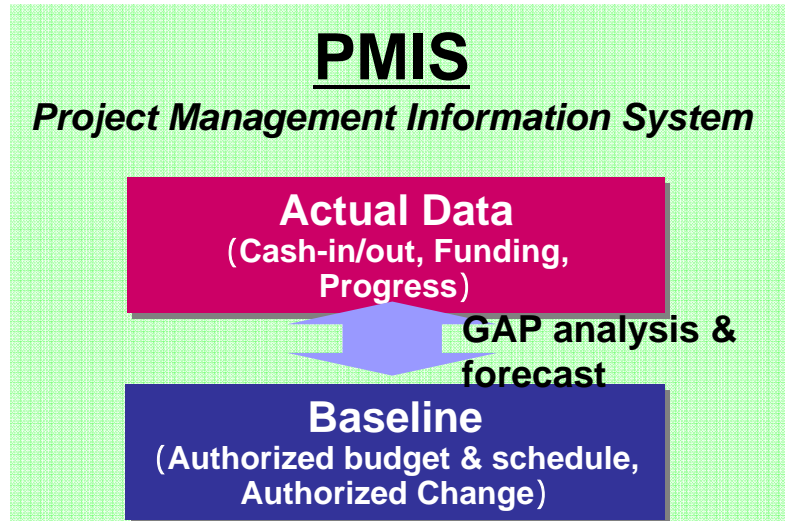 PMIS
Project Management Information System
Actual Data
(Cash-in/out, Funding,
Progress)
GAP analysis &
forecast
Baseline
(Authorized budget & schedule,
Authorized Change)